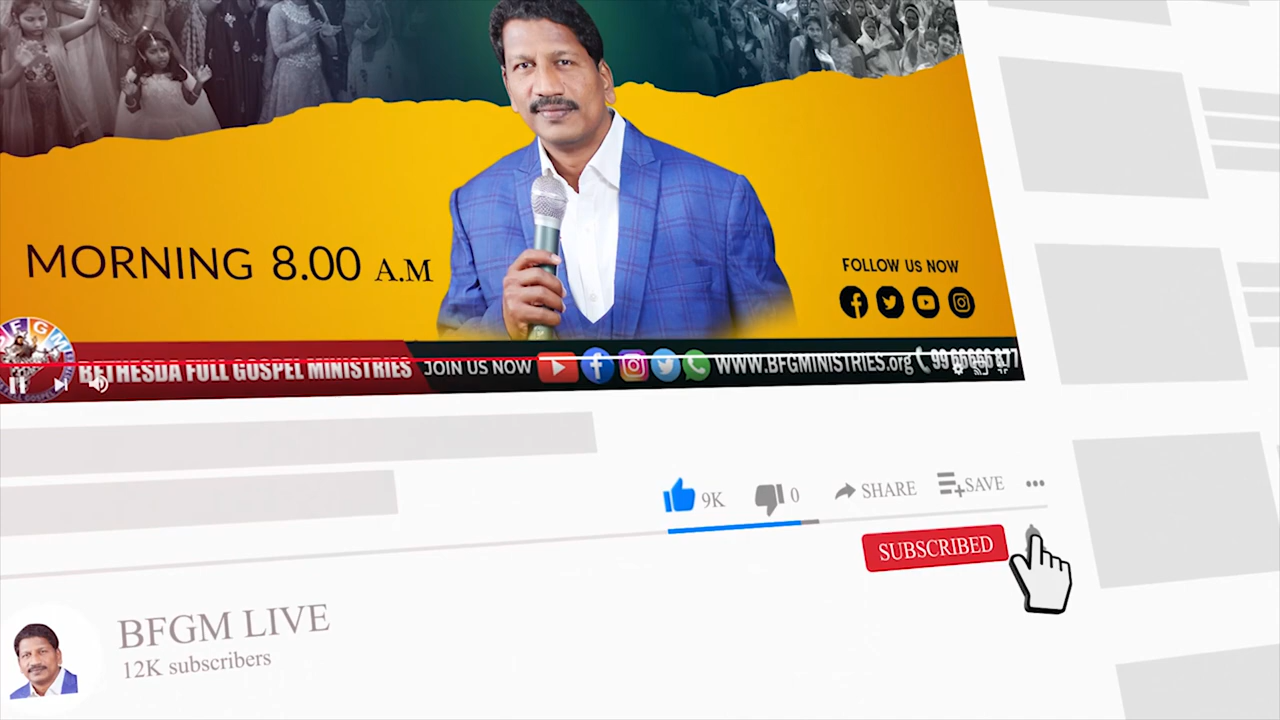 MORNING 8.00 A.M
FOLLOW US NOW
BFGM
BETHESDA FULL GOSPEL MINISTRIES JOIN US NOW WWW.BFGMINISTRIES.org
9K 0 SHARE SAVE
SUBSCRIBED
BFGM LIVE
12K subscribers